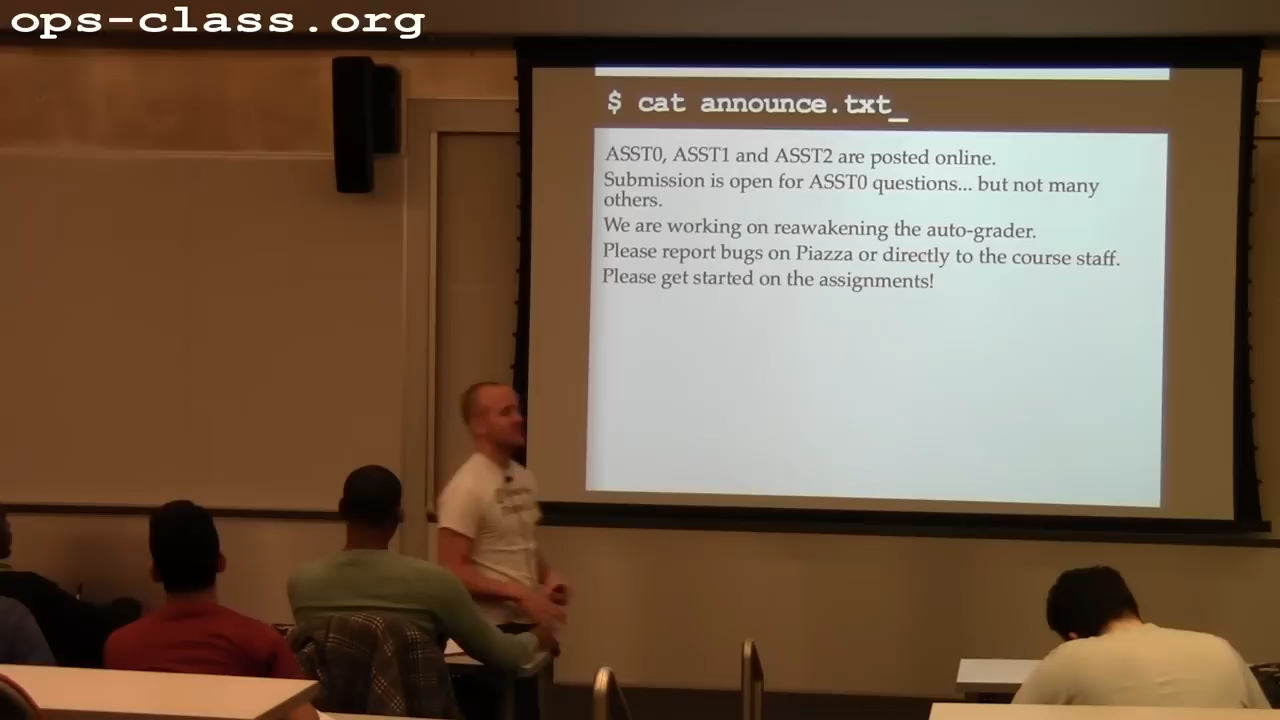 ops-class.org
$ cat announce.txt_
ASST0, ASST1 and ASST2 are posted online.
Submission is open for ASST0 questions... but not many
others.
We are working on reawakening the auto-grader.
Please report bugs on Piazza or directly to the course staff.
Please get started on the assignments!